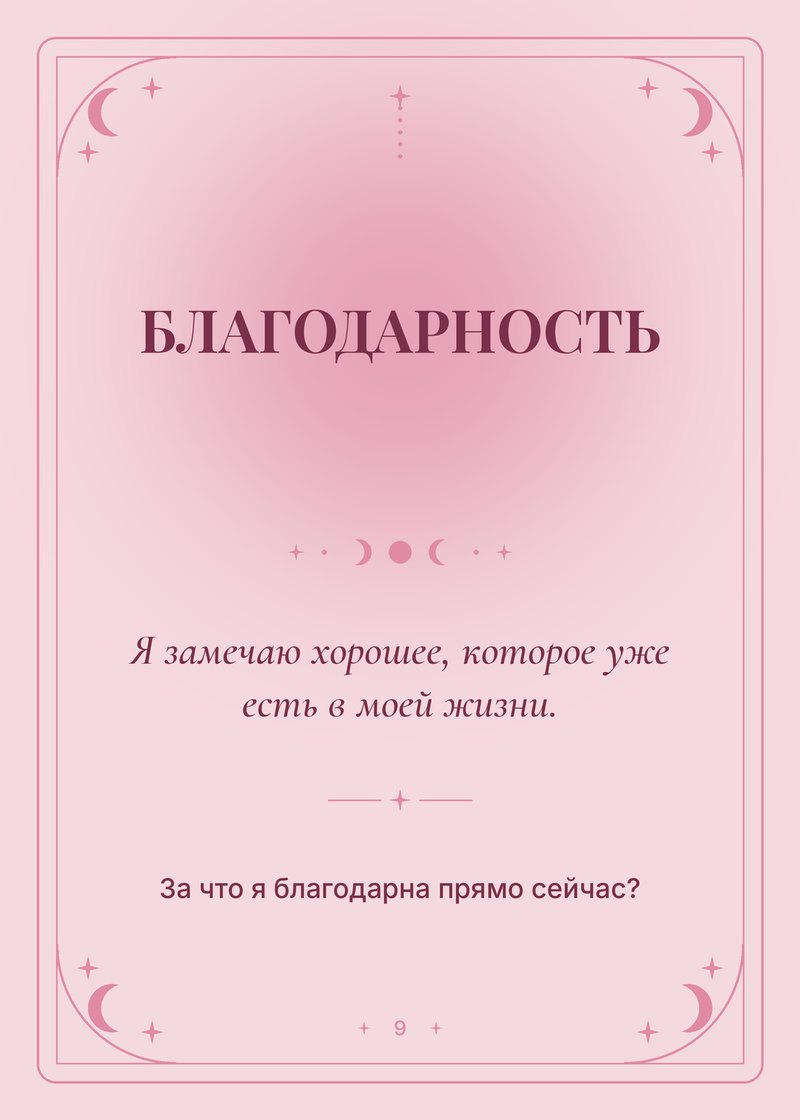 БЛАГОДАРНОСТЬ
Я замечаю хорошее, которое уже
есть в моей жизни.
За что я благодарна прямо сейчас?
9